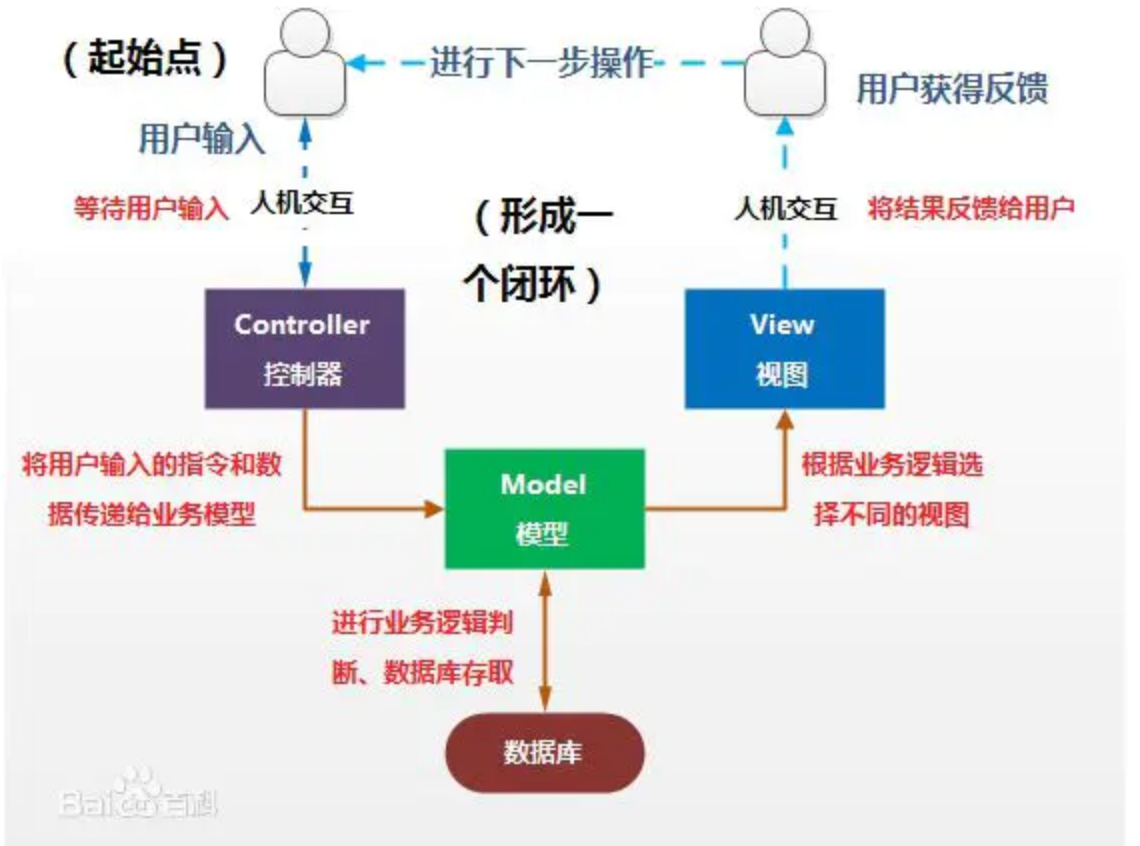 （起始点）
进行下一步操作
用户获得反馈
用户输入
等待用户输入
人机交互
（形成一
个闭环）
人机交互
将结果反馈给用户
Controller
控制器
View
视图
将用户输入的指令和数
据传递给业务模型
Model
模型
根据业务逻辑选
择不同的视图
进行业务逻辑判
断、数据库存取
数据库
Baidu百科